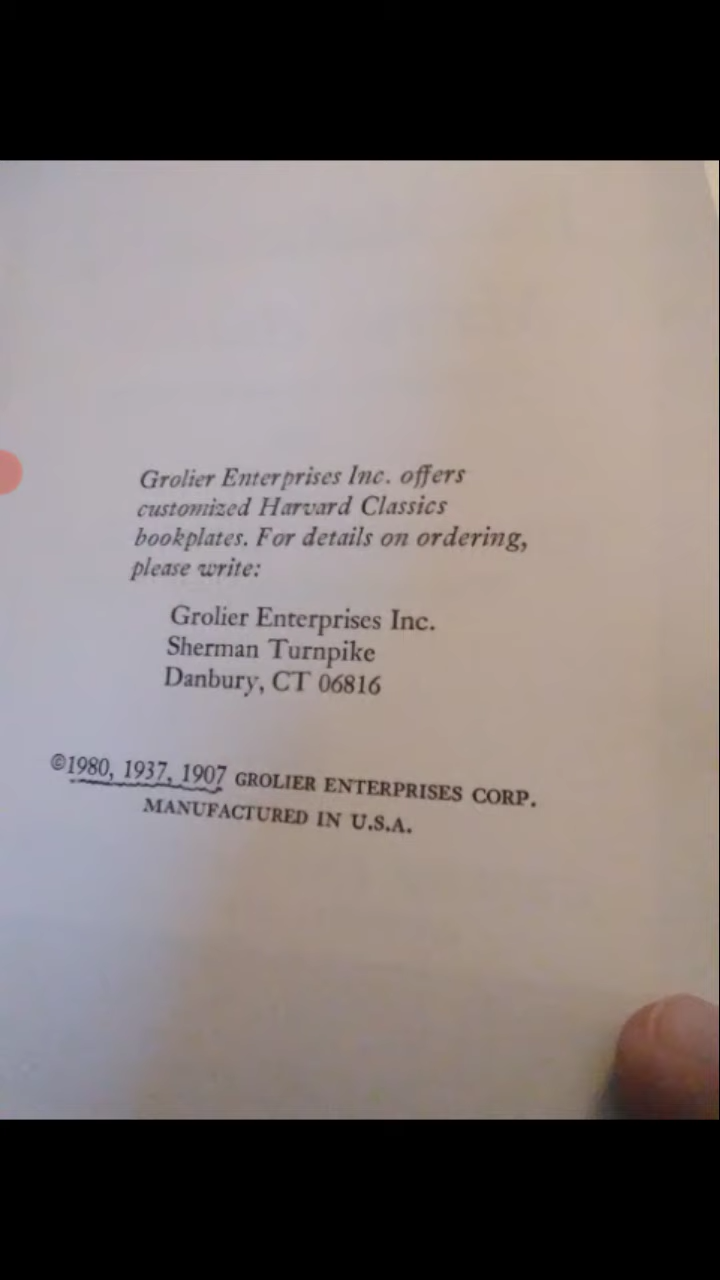 Grolier Enterprises Inc. offers
customized Harvard Classics
bookplates. For details on ordering,
please write:
Grolier Enterprises Inc.
Sherman Turnpike
Danbury, CT 06816
©1980, 1937, 1907 GROLIER ENTERPRISES CORP.
MANUFACTURED IN U.S.A.